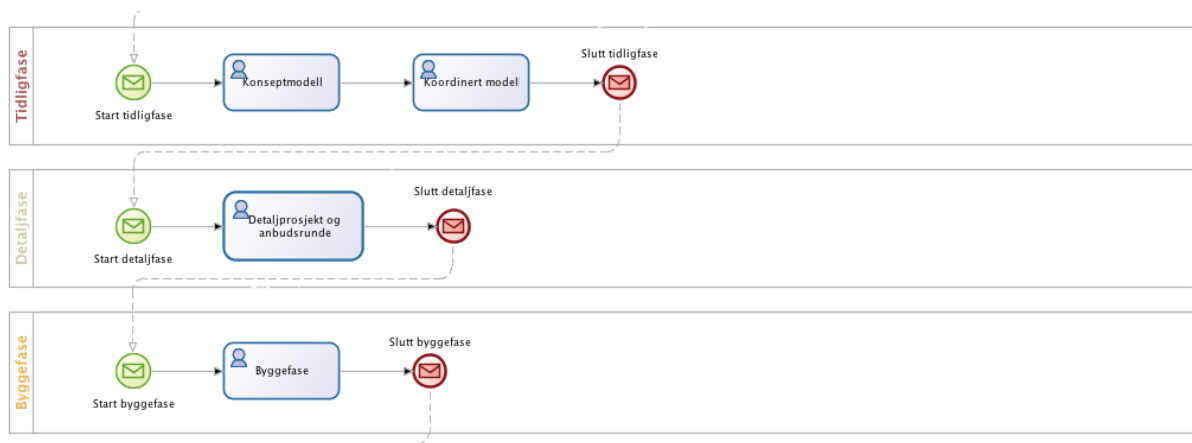 Tidligfase
Slutt tidligfase
Konseptmodell
Koordinert model
Start tidligfase
Detaljfase
Slutt detaljfase
Detaljprosjekt og
anbudsrunde
Start detaljfase
Byggefase
Slutt byggefase
Byggefase
Start byggefase